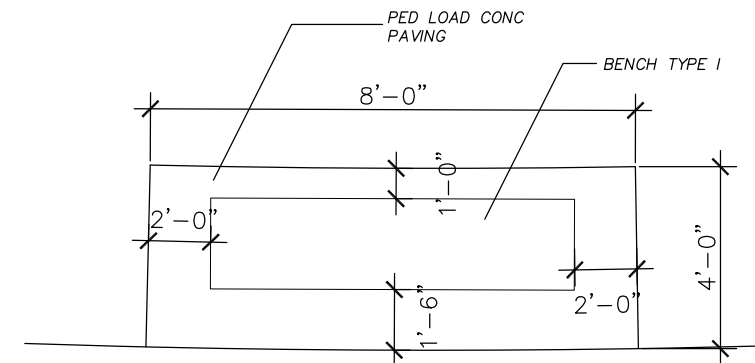 PED LOAD CONC
PAVING
BENCH TYPE I
8'-0"
1'-0"
2'-0"
4'-0"
2'-0"
1'-6"